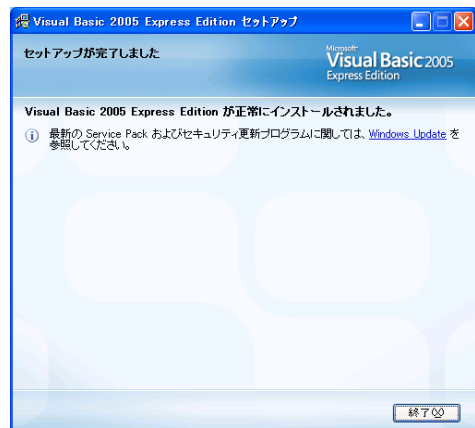 Visual Basic 2005 Express Edition セットアップ
セットアップが完了しました
Microsoft
Visual Basic 2005
Express Edition
Visual Basic 2005 Express Edition が正常にインストールされました。
最新の Service Pack およびセキュリティ更新プログラムに関しては、Windows Update を
参照してください。
終了(X)